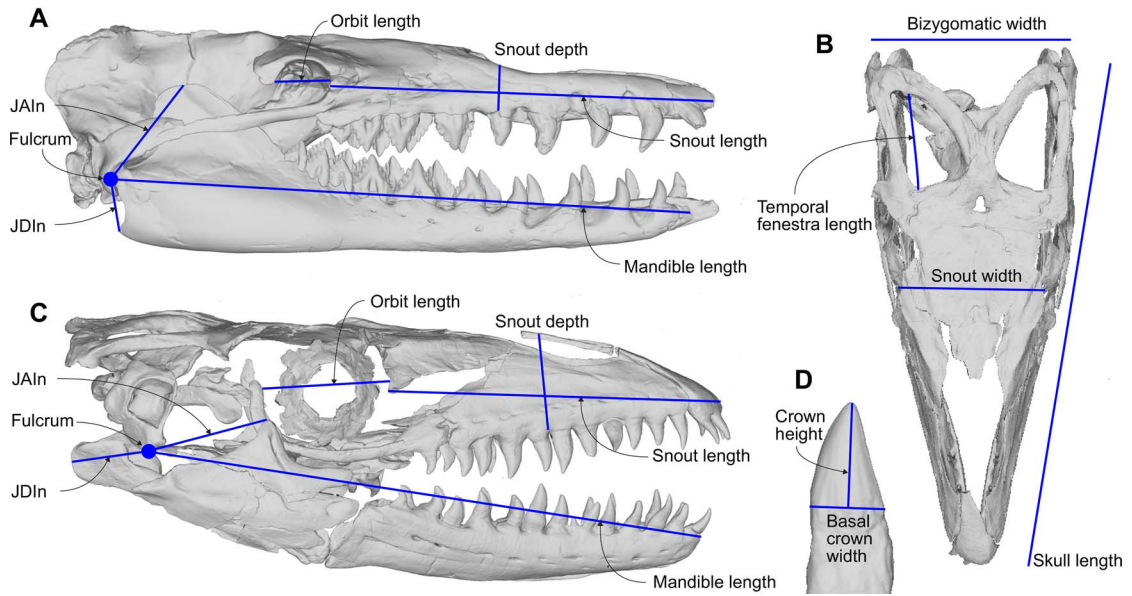 A
Orbit length
Snout depth
JAIn
Fulcrum
Snout length
JDIn
Mandible length
B
Bizygomatic width
Temporal
fenestra length
Snout width
Skull length
C
Orbit length
Snout depth
JAIn
Fulcrum
Snout length
JDIn
Mandible length
D
Crown
height
Basal
crown
width